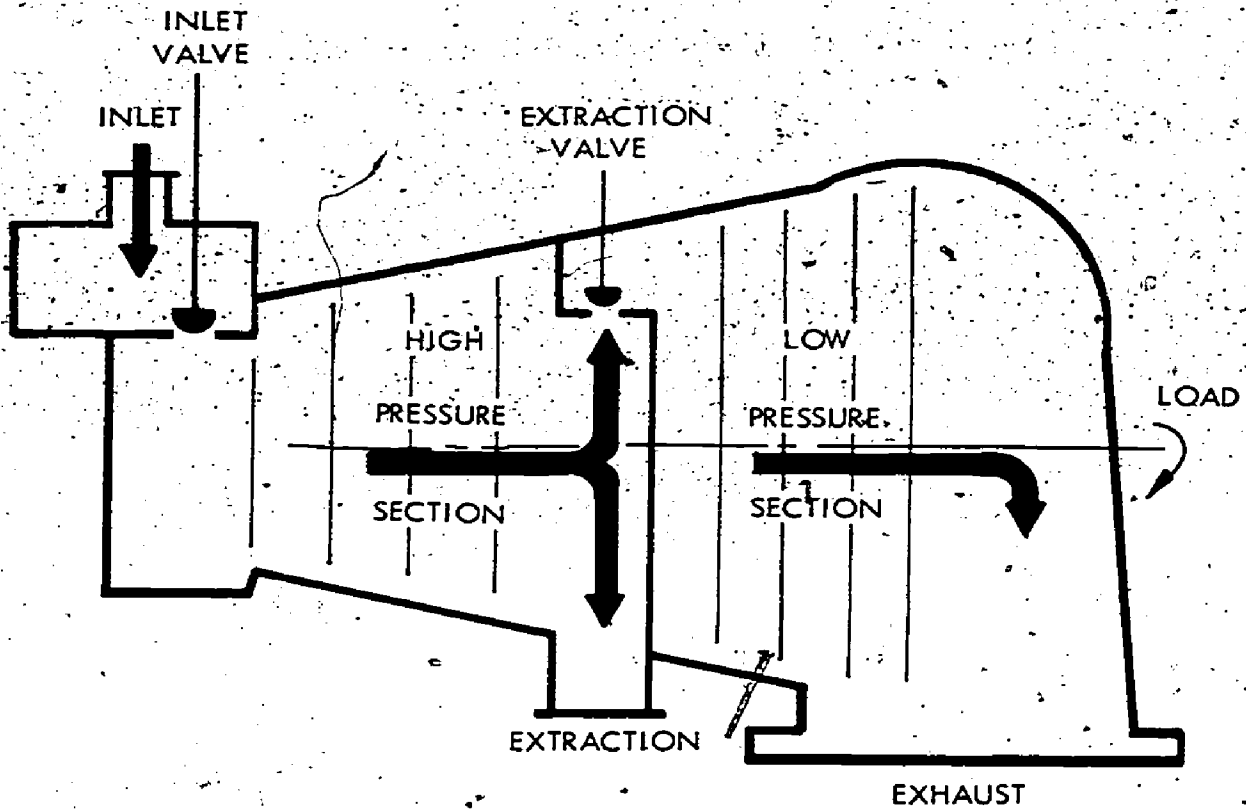 INLET
VALVE
INLET
EXTRACTION
VALVE
HIGH
PRESSURE
SECTION
LOW
PRESSURE
SECTION
LOAD
EXTRACTION
EXHAUST